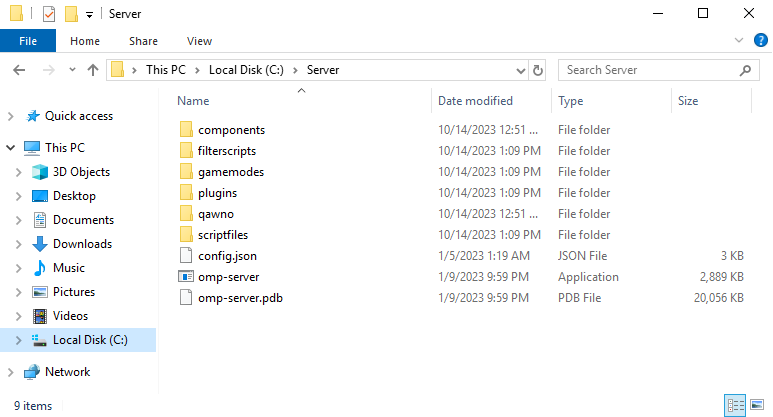 Server
File Home Share View
This PC Local Disk (C:) Server Search Server
Name Date modified Type Size
Quick access
This PC
3D Objects
Desktop
Documents
Downloads
Music
Pictures
Videos
Local Disk (C:)
Network
components 10/14/2023 12:51 ... File folder
filterscripts 10/14/2023 1:09 PM File folder
gamemodes 10/14/2023 1:09 PM File folder
plugins 10/14/2023 1:09 PM File folder
qawno 10/14/2023 12:51 ... File folder
scriptfiles 10/14/2023 1:09 PM File folder
config.json 1/5/2023 1:19 AM JSON File 3 KB
omp-server 1/9/2023 9:59 PM Application 2,889 KB
omp-server.pdb 1/9/2023 9:59 PM PDB File 20,056 KB
9 items